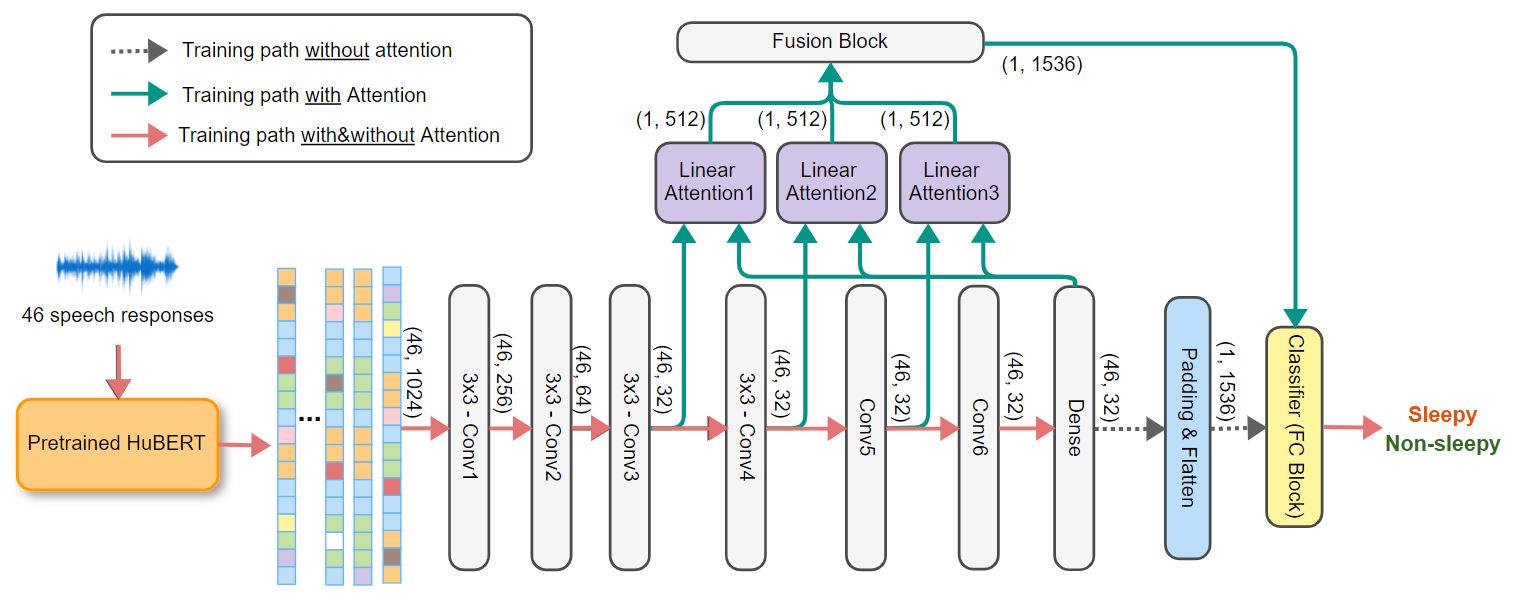 Training path without attention
Training path with Attention
Training path with&without Attention
Fusion Block
(1, 1536)
(1, 512)
(1, 512)
(1, 512)
Linear
Attention1
Linear
Attention2
Linear
Attention3
46 speech responses
Pretrained HuBERT
...
(46, 1024)
3x3 - Conv1
(46, 256)
3x3 - Conv2
(46, 64)
3x3 - Conv3
(46, 32)
3x3 - Conv4
(46, 32)
Conv5
(46, 32)
Conv6
(46, 32)
Dense
(46, 32)
Padding & Flatten
(1, 1536)
Classifier (FC Block)
Sleepy
Non-sleepy